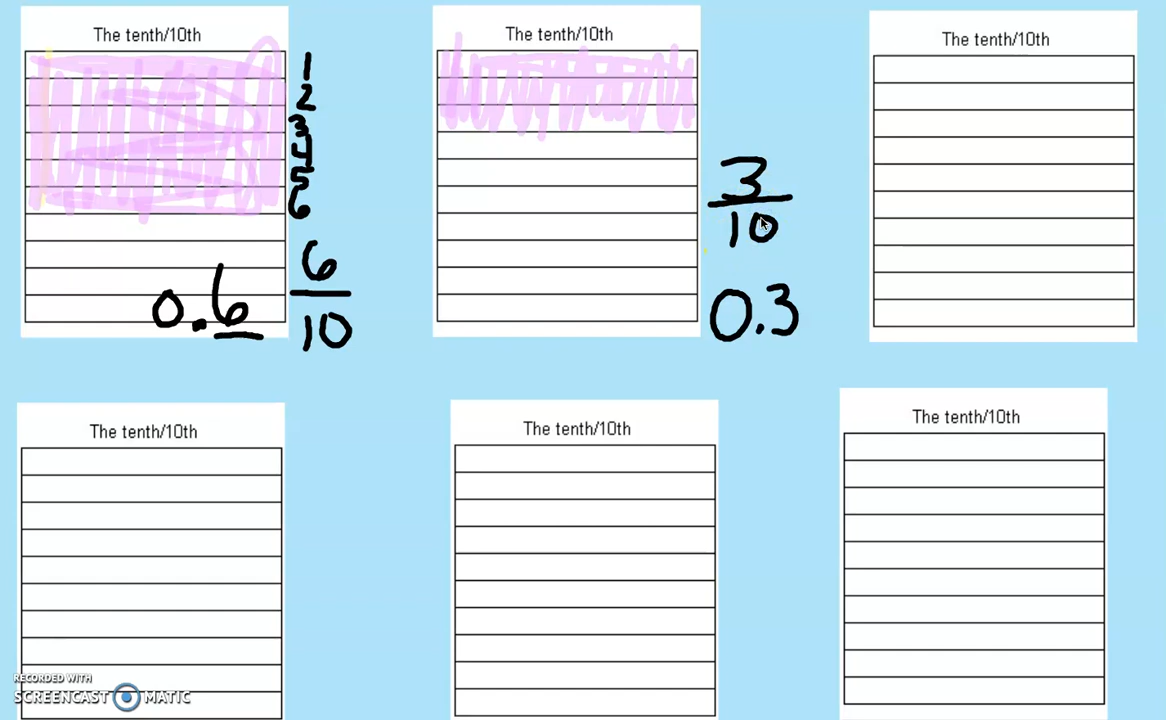 The tenth/10th
1
2
3
4
5
6
6
10
0.6
The tenth/10th
3
10
0.3
The tenth/10th
The tenth/10th
The tenth/10th
The tenth/10th
RECORDED WITH
SCREENCAST MATIC